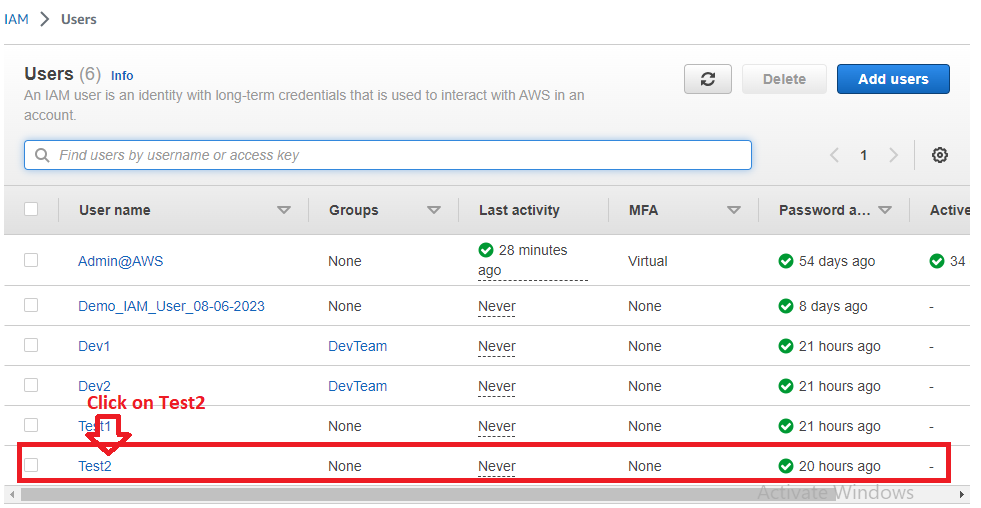 IAM > Users
Users (6) Info
An IAM user is an identity with long-term credentials that is used to interact with AWS in an
account.
Delete
Add users
Find users by username or access key
1
User name Groups Last activity MFA Password a... Active
Admin@AWS None 28 minutes ago Virtual 54 days ago 34
Demo_IAM_User_08-06-2023 None Never None 8 days ago -
Dev1 DevTeam Never None 21 hours ago -
Dev2 DevTeam Never None 21 hours ago -
Click on Test2
Test1 None Never None 21 hours ago -
Test2 None Never None 20 hours ago -
Activate Windows